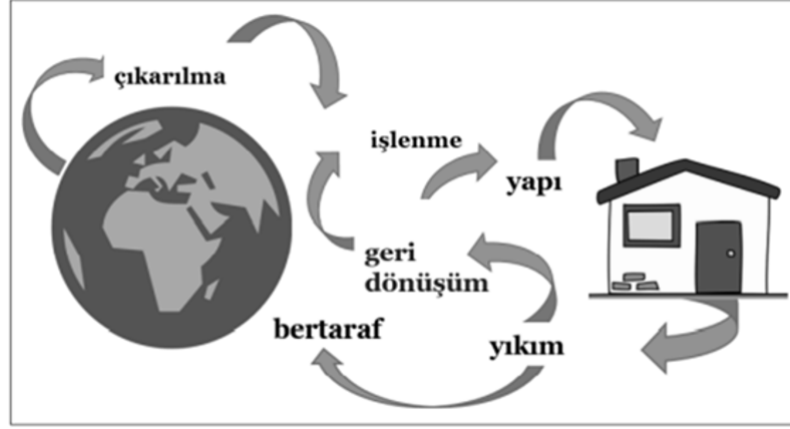 çıkarılma
işlenme
yapı
geri
dönüşüm
bertaraf
yıkım